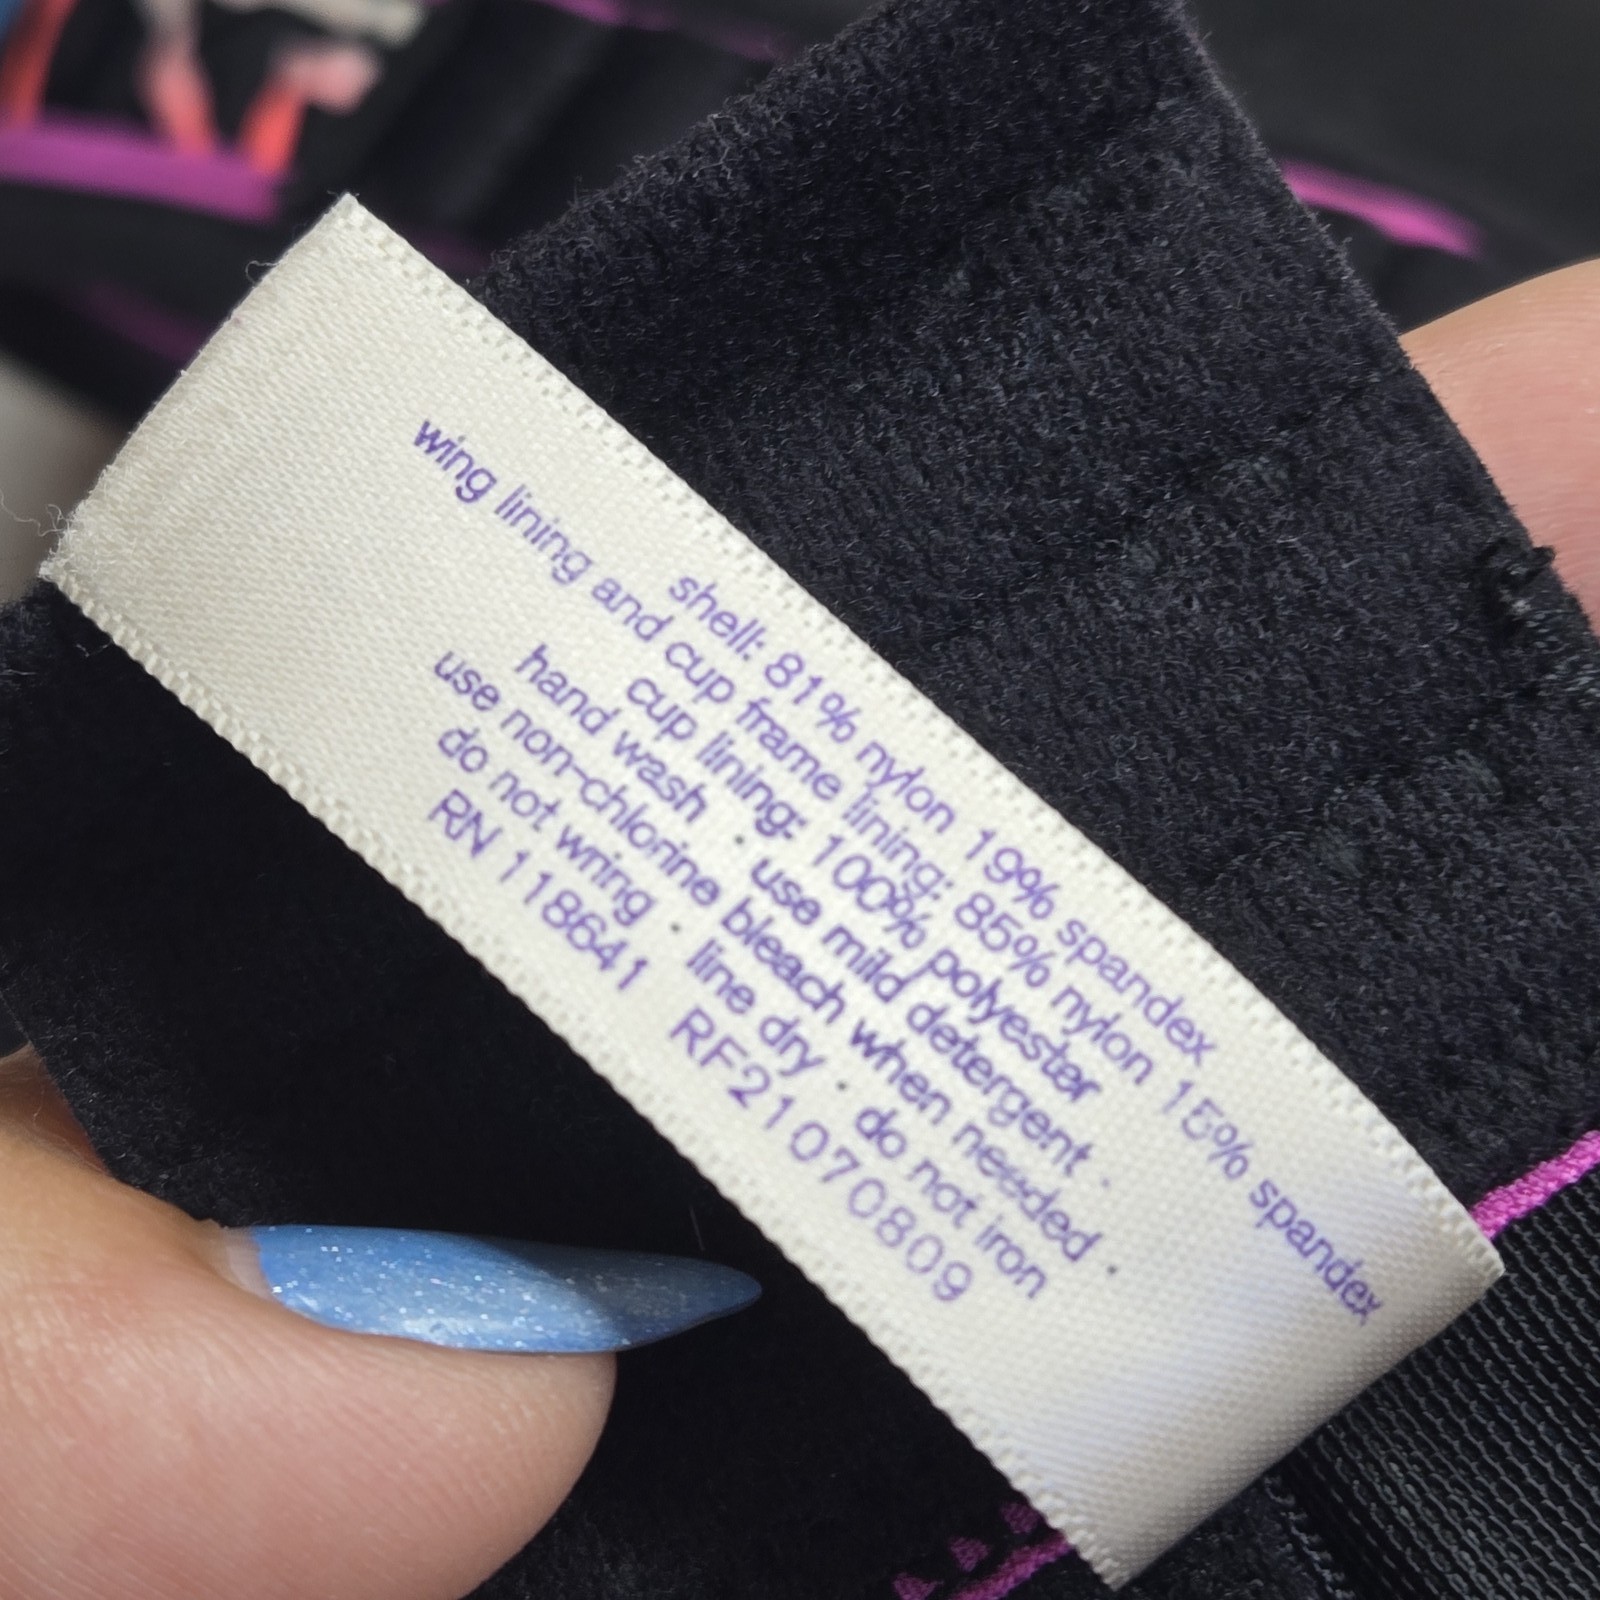 shell: 81% nylon 19% spandex
wing lining and cup frame lining: 85% nylon 15% spandex
cup lining: 100% polyester
hand wash · use mild detergent ·
use non-chlorine bleach when needed ·
do not wring · line dry · do not iron
RN 118641 RF21070809